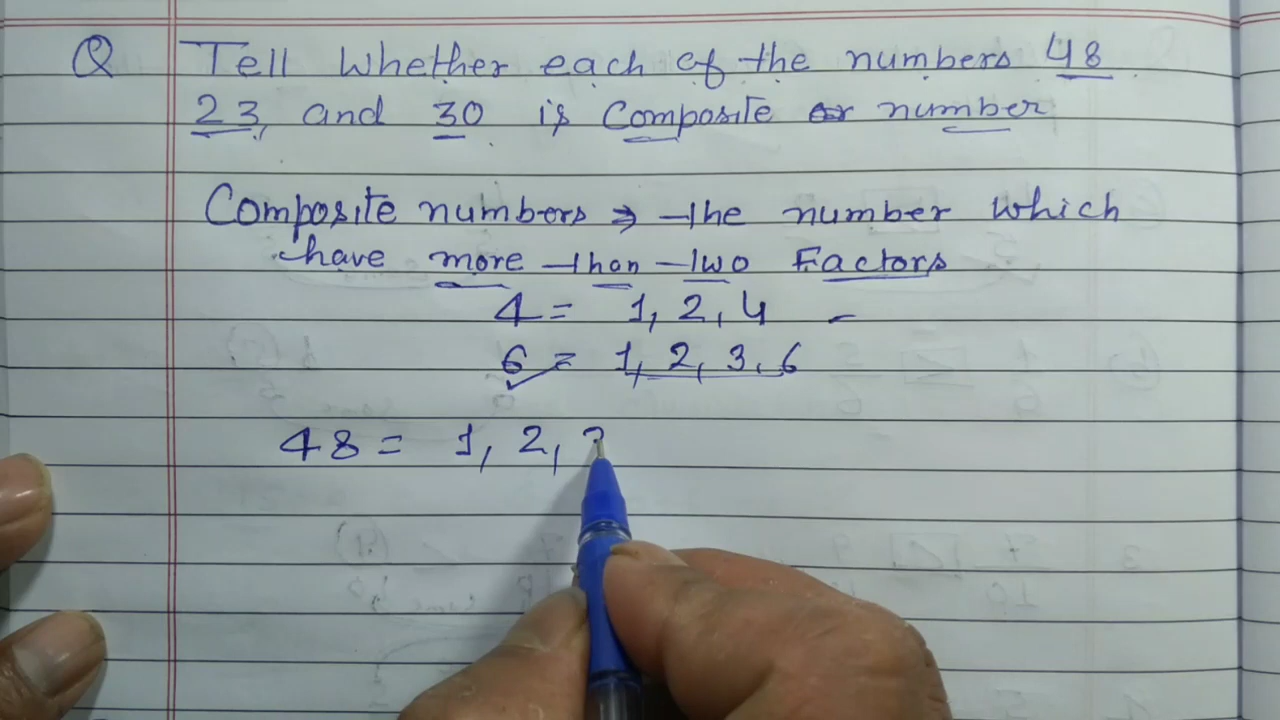 Q Tell whether each of the numbers 48
23, and 30 is composite or number
Composite numbers ⇒ the number which
have more than two Factors
4 = 1, 2, 4
6 = 1, 2, 3, 6
48 = 1, 2,